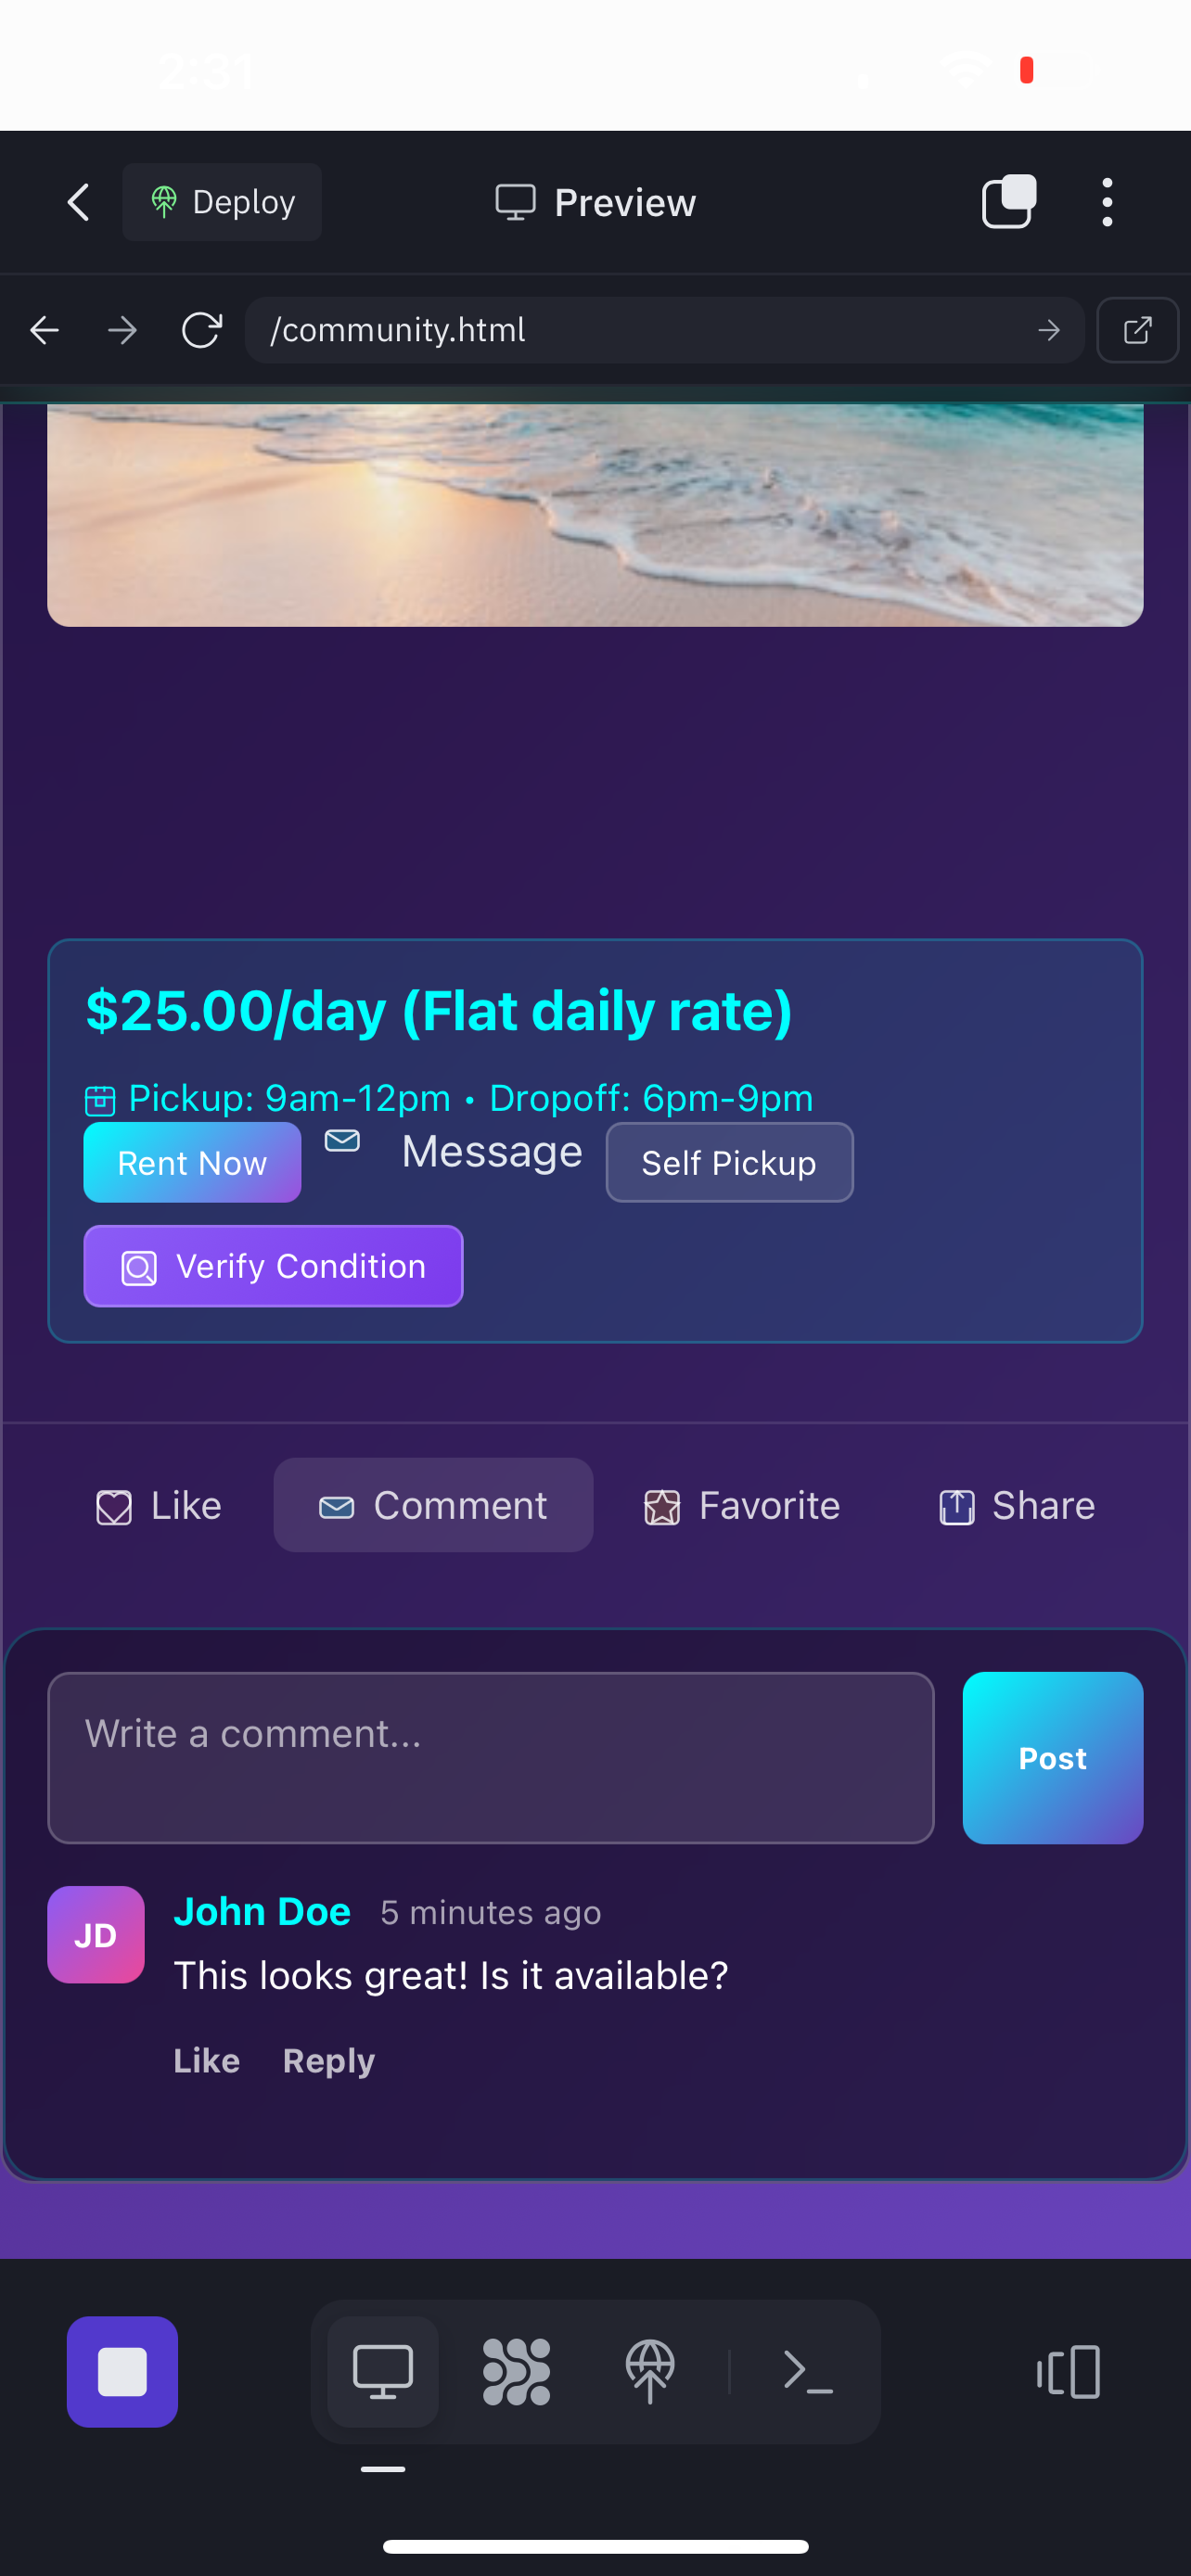 2:31
Deploy
Preview
/community.html
$25.00/day (Flat daily rate)
Pickup: 9am-12pm • Dropoff: 6pm-9pm
Rent Now
Message
Self Pickup
Verify Condition
Like
Comment
Favorite
Share
Write a comment...
Post
JD
John Doe 5 minutes ago
This looks great! Is it available?
Like Reply